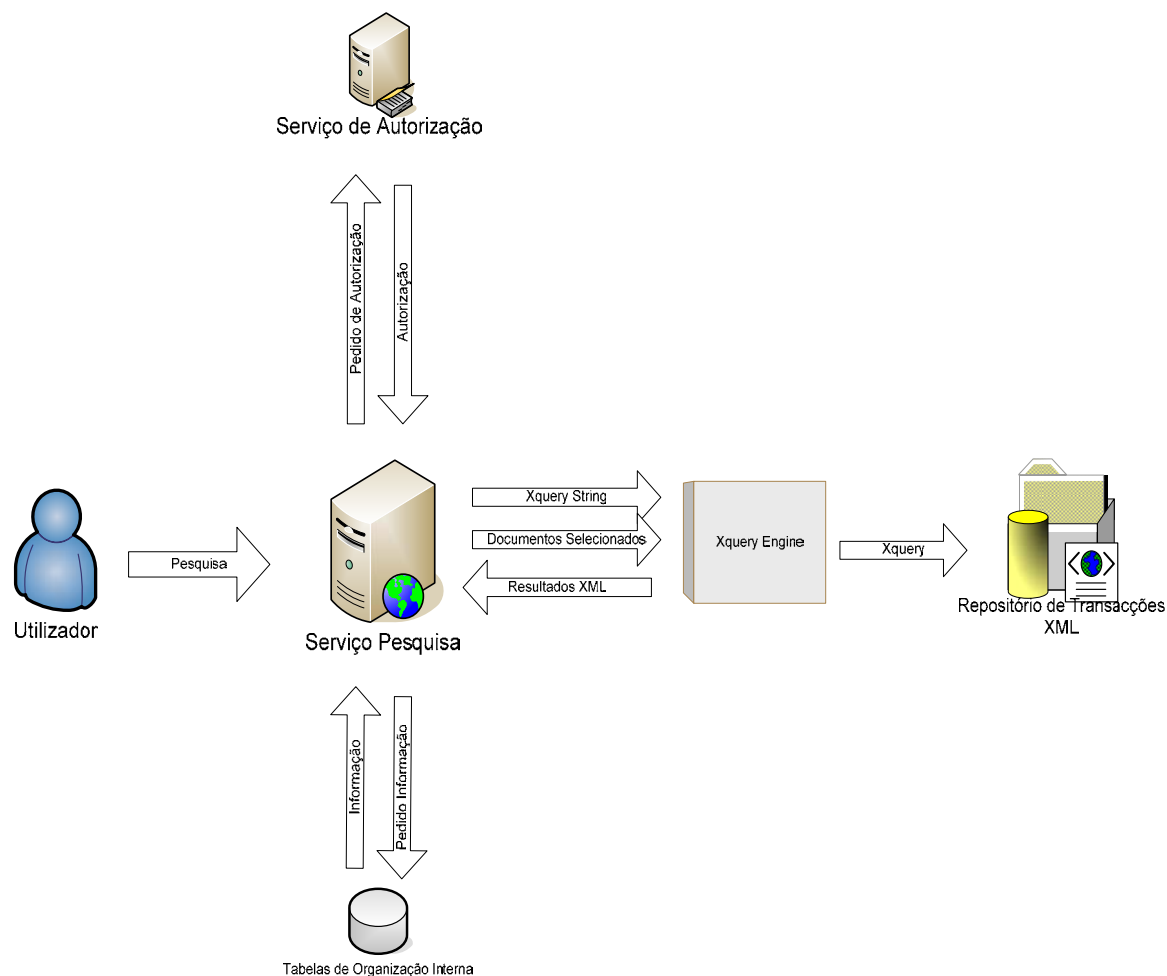 Serviço de Autorização
Pedido de Autorização
Autorização
Utilizador
Pesquisa
Serviço Pesquisa
Xquery String
Documentos Selecionados
Resultados XML
Xquery Engine
Xquery
Repositório de Transacções
XML
Informação
Pedido Informação
Tabelas de Organização Interna